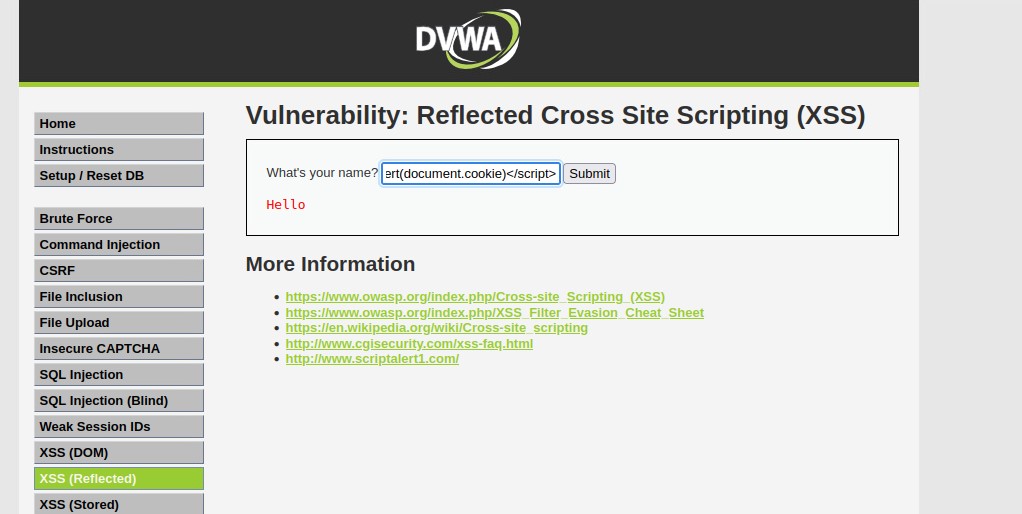 DVWA
Vulnerability: Reflected Cross Site Scripting (XSS)
Home
Instructions
Setup / Reset DB
Brute Force
Command Injection
CSRF
File Inclusion
File Upload
Insecure CAPTCHA
SQL Injection
SQL Injection (Blind)
Weak Session IDs
XSS (DOM)
XSS (Reflected)
XSS (Stored)
What's your name? ert(document.cookie)</script> Submit
Hello
More Information
https://www.owasp.org/index.php/Cross-site_Scripting_(XSS)
https://www.owasp.org/index.php/XSS_Filter_Evasion_Cheat_Sheet
https://en.wikipedia.org/wiki/Cross-site_scripting
http://www.cgisecurity.com/xss-faq.html
http://www.scriptalert1.com/